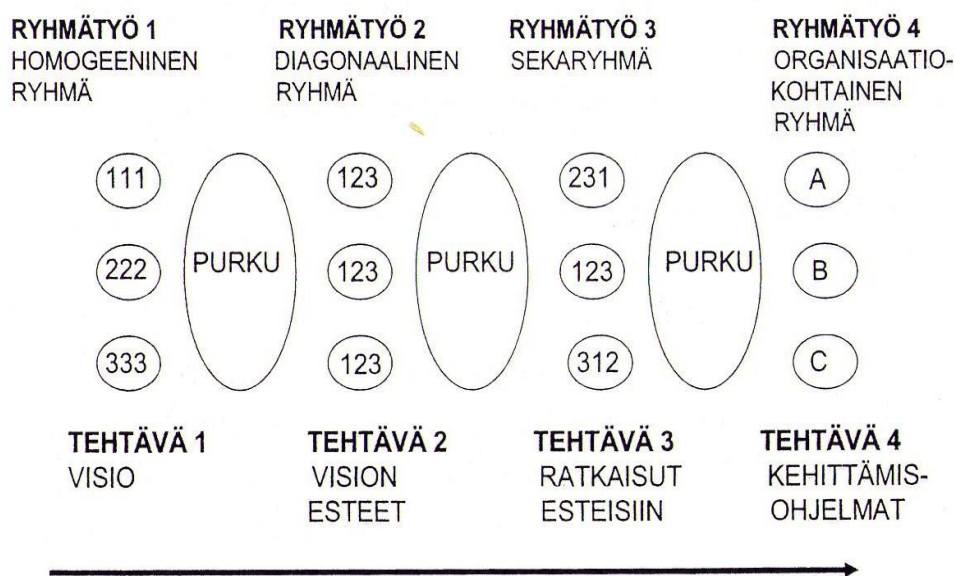 RYHMÄTYÖ 1
HOMOGEENINEN
RYHMÄ
RYHMÄTYÖ 2
DIAGONAALINEN
RYHMÄ
RYHMÄTYÖ 3
SEKARYHMÄ
RYHMÄTYÖ 4
ORGANISAATIO-
KOHTAINEN
RYHMÄ
111
222
333
PURKU
123
123
123
PURKU
231
123
312
PURKU
A
B
C
TEHTÄVÄ 1
VISIO
TEHTÄVÄ 2
VISION
ESTEET
TEHTÄVÄ 3
RATKAISUT
ESTEISIIN
TEHTÄVÄ 4
KEHITTÄMIS-
OHJELMAT